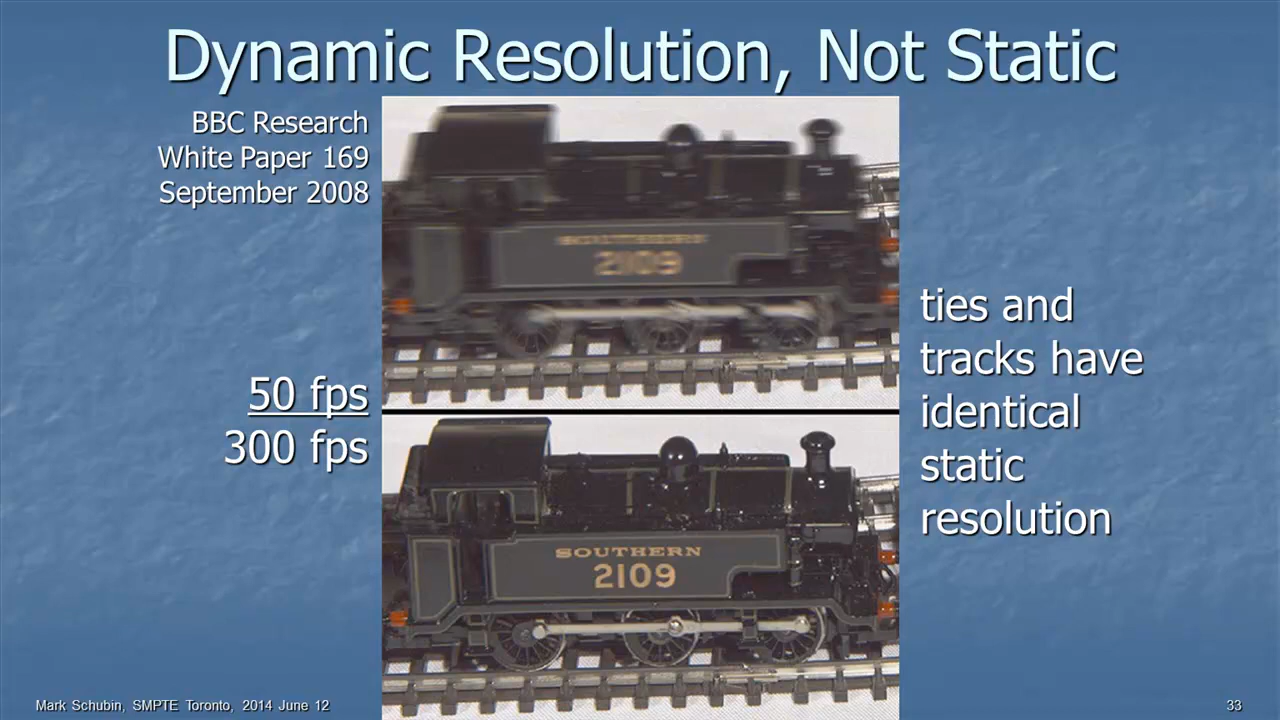 Dynamic Resolution, Not Static
BBC Research
White Paper 169
September 2008
50 fps
300 fps
SOUTHERN
2109
SOUTHERN
2109
ties and
tracks have
identical
static
resolution
Mark Schubin, SMPTE Toronto, 2014 June 12
33